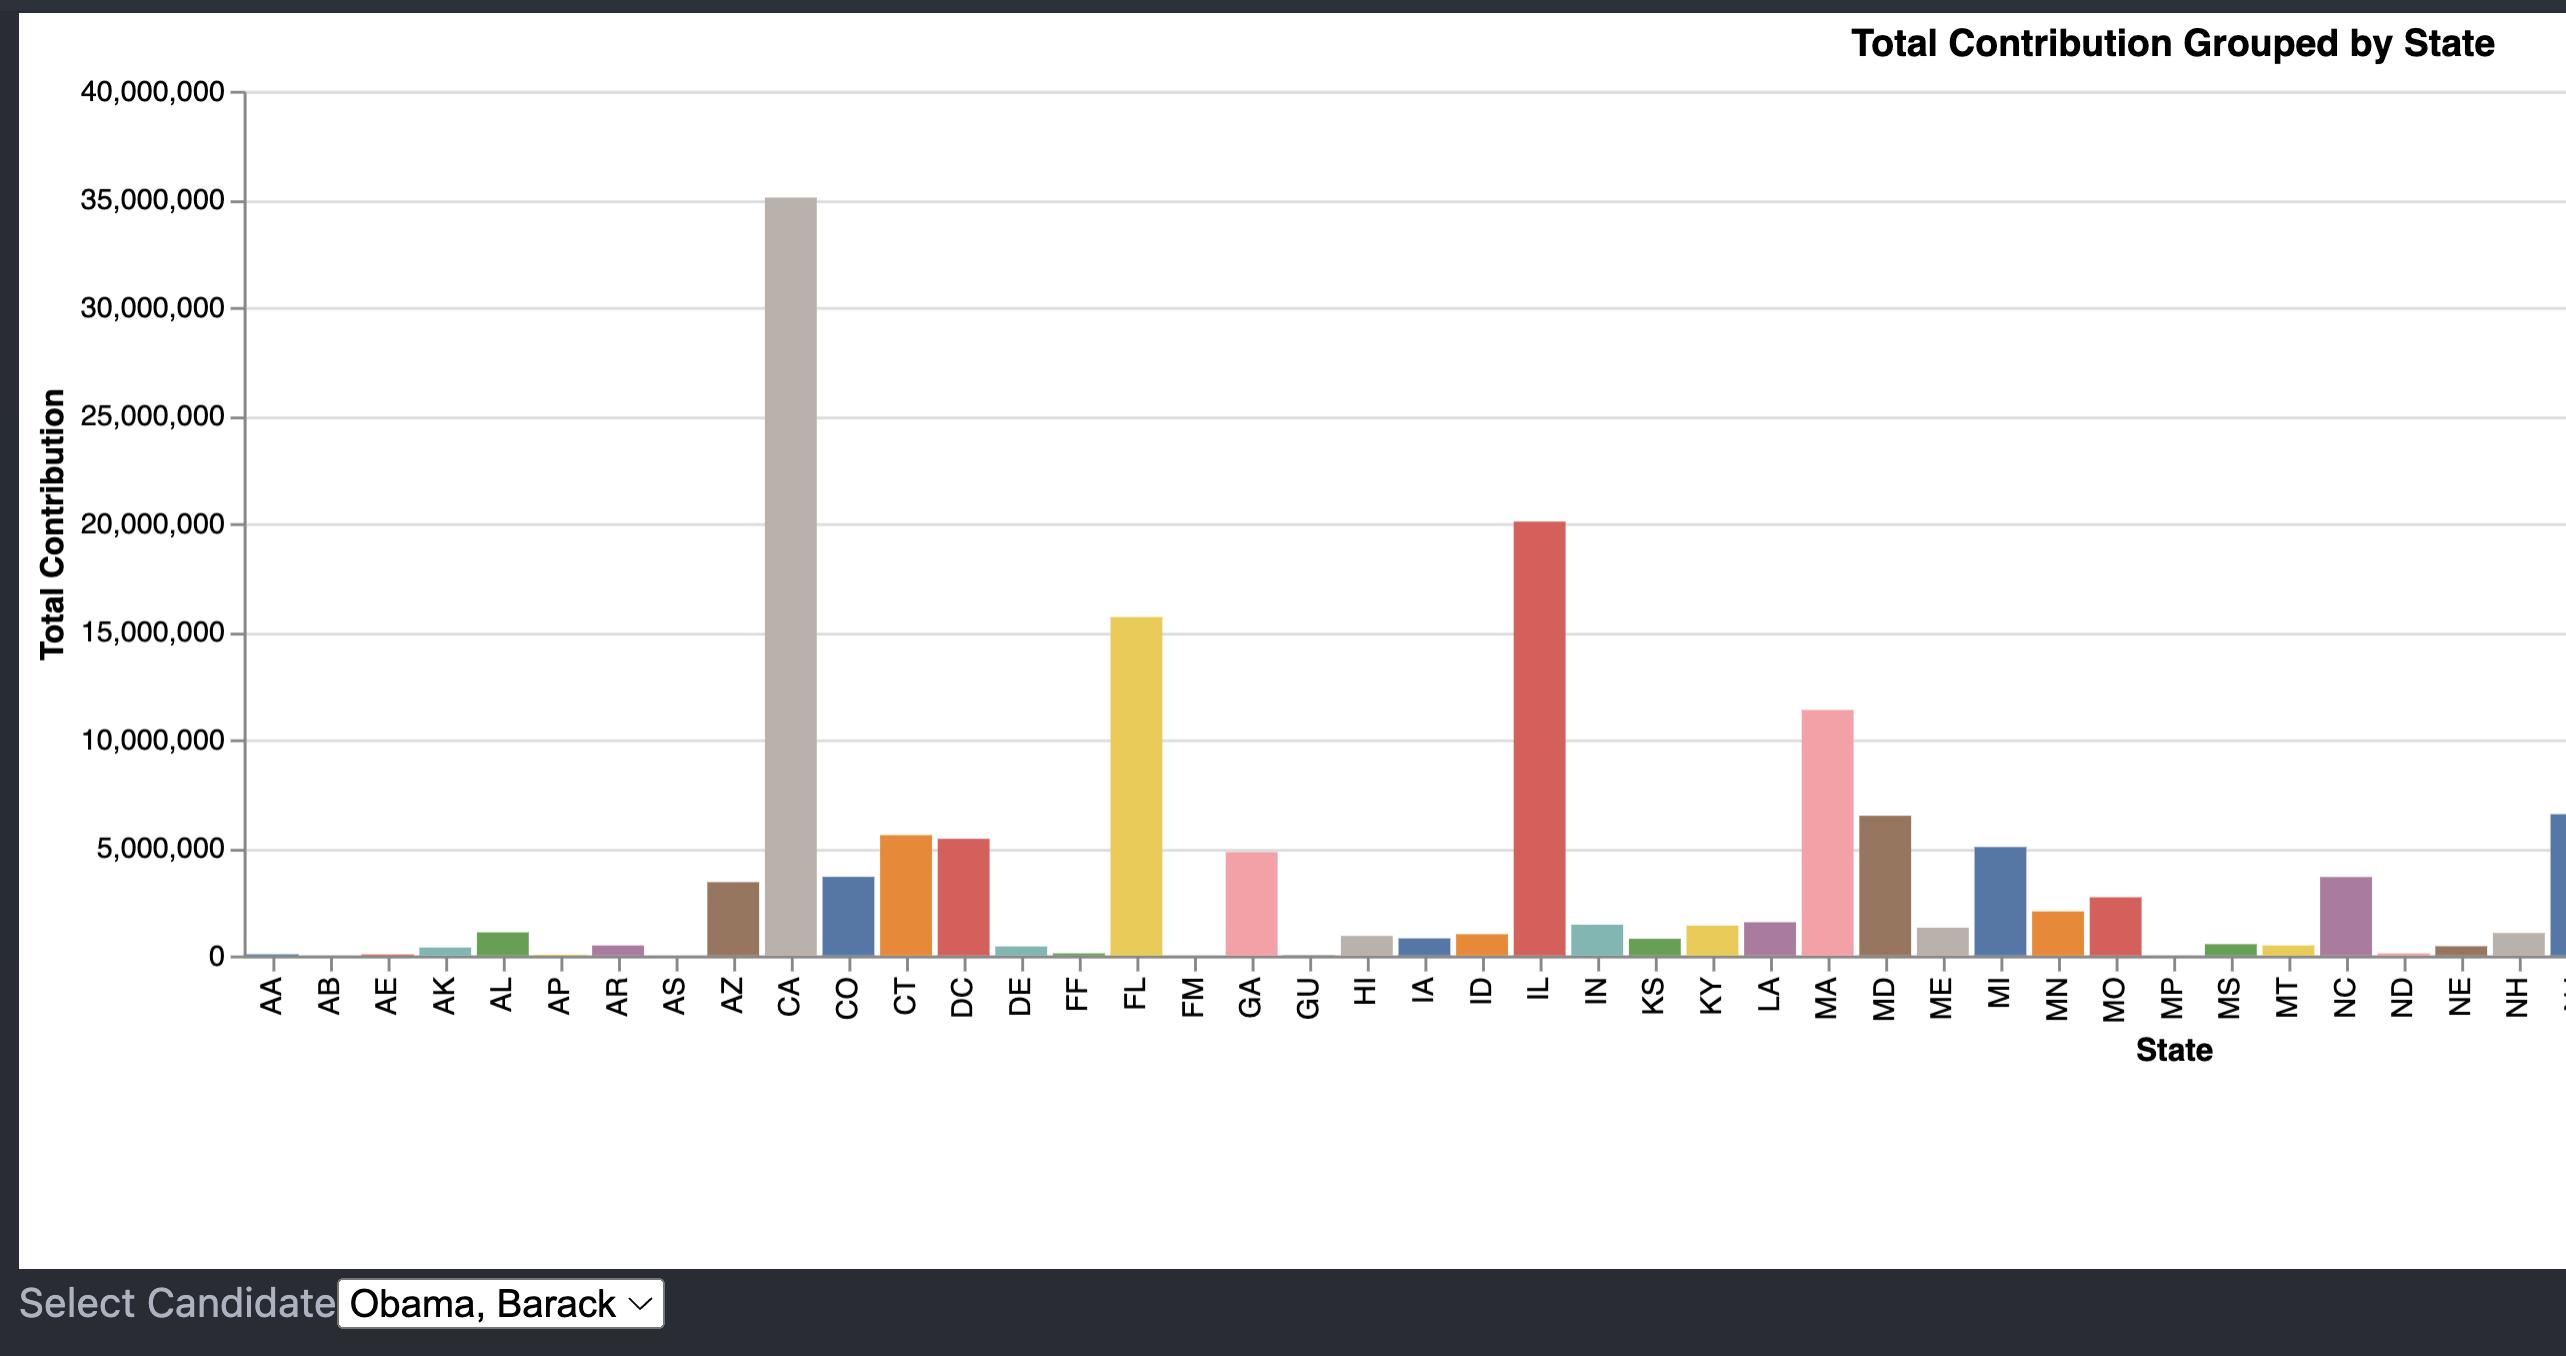 Total Contribution Grouped by State
40,000,000
35,000,000
30,000,000
25,000,000
20,000,000
15,000,000
10,000,000
5,000,000
0
Total Contribution
AA AB AE AK AL AP AR AS AZ CA CO CT DC DE FF FL FM GA GU HI IA ID IL IN KS KY LA MA MD ME MI MN MO MP MS MT NC ND NE NH
State
Select Candidate Obama, Barack